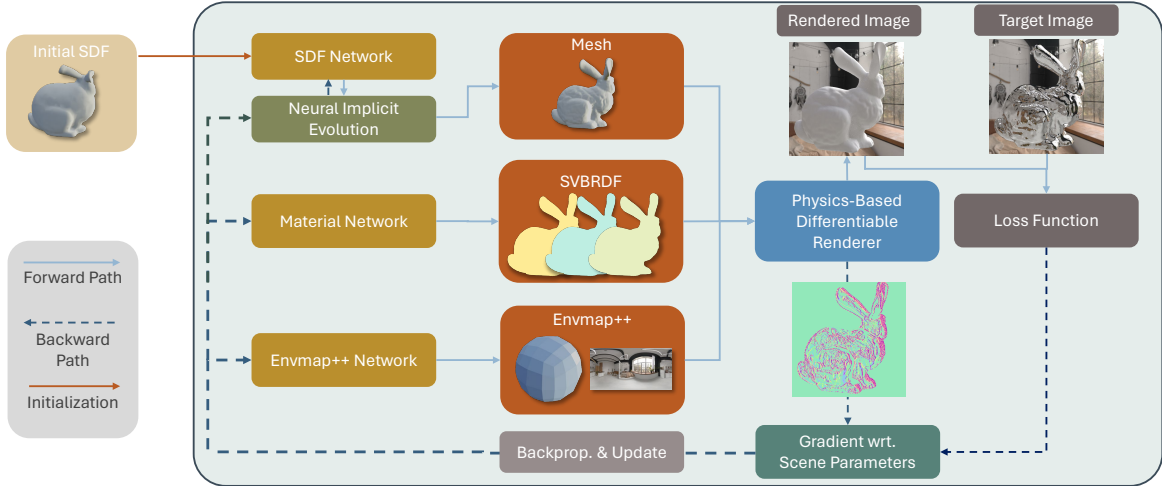 Rendered Image
Target Image
Initial SDF
SDF Network
Mesh
Neural Implicit
Evolution
SVBRDF
Material Network
Physics-Based
Differentiable
Renderer
Loss Function
Forward Path
Backward
Path
Initialization
Envmap++
Envmap++ Network
Backprop. & Update
Gradient wrt.
Scene Parameters